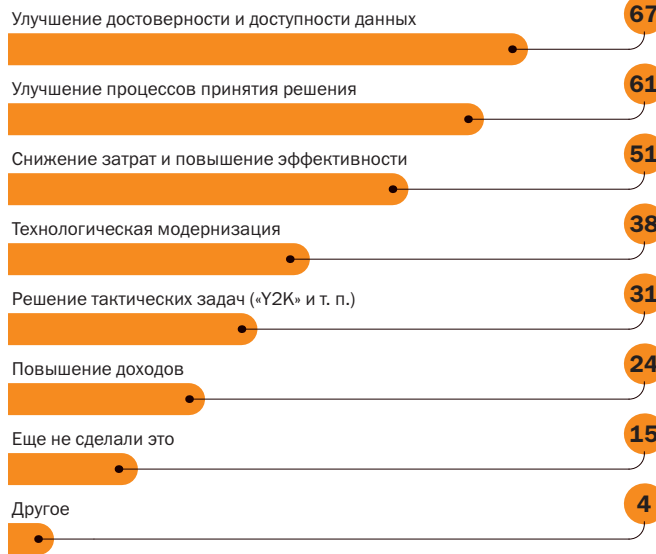 Улучшение достоверности и доступности данных
67
Улучшение процессов принятия решения
61
Снижение затрат и повышение эффективности
51
Технологическая модернизация
38
Решение тактических задач («Y2K» и т. п.)
31
Повышение доходов
24
Еще не сделали это
15
Другое
4